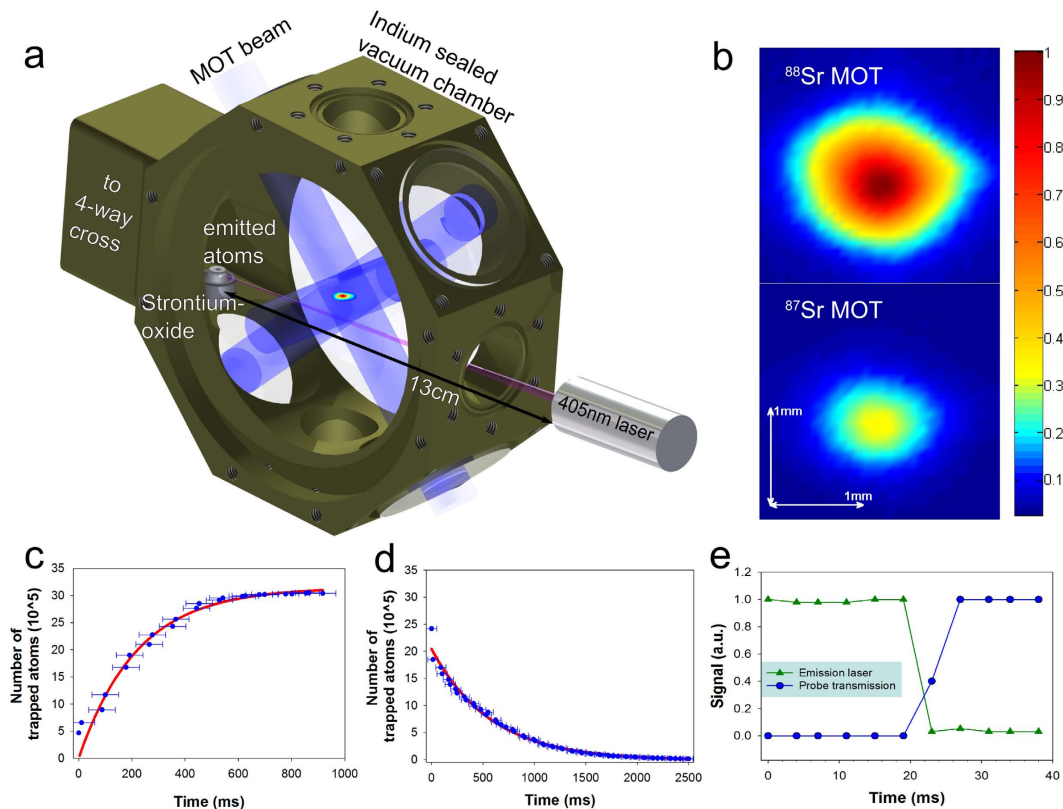 a
MOT beam
Indium sealed
vacuum chamber
to
4-way
cross
emitted
atoms
Strontium-
oxide
13cm
405nm laser
b
⁸⁸Sr MOT
⁸⁷Sr MOT
1mm
1mm
1
0.9
0.8
0.7
0.6
0.5
0.4
0.3
0.2
0.1
c
Number of
trapped atoms (10^5)
35
30
25
20
15
10
5
0
0 200 400 600 800 1000
Time (ms)
d
Number of
trapped atoms (10^5)
35
30
25
20
15
10
5
0
0 500 1000 1500 2000 2500
Time (ms)
e
Signal (a.u.)
1.2
1.0
0.8
0.6
0.4
0.2
0.0
Emission laser
Probe transmission
0 10 20 30 40
Time (ms)